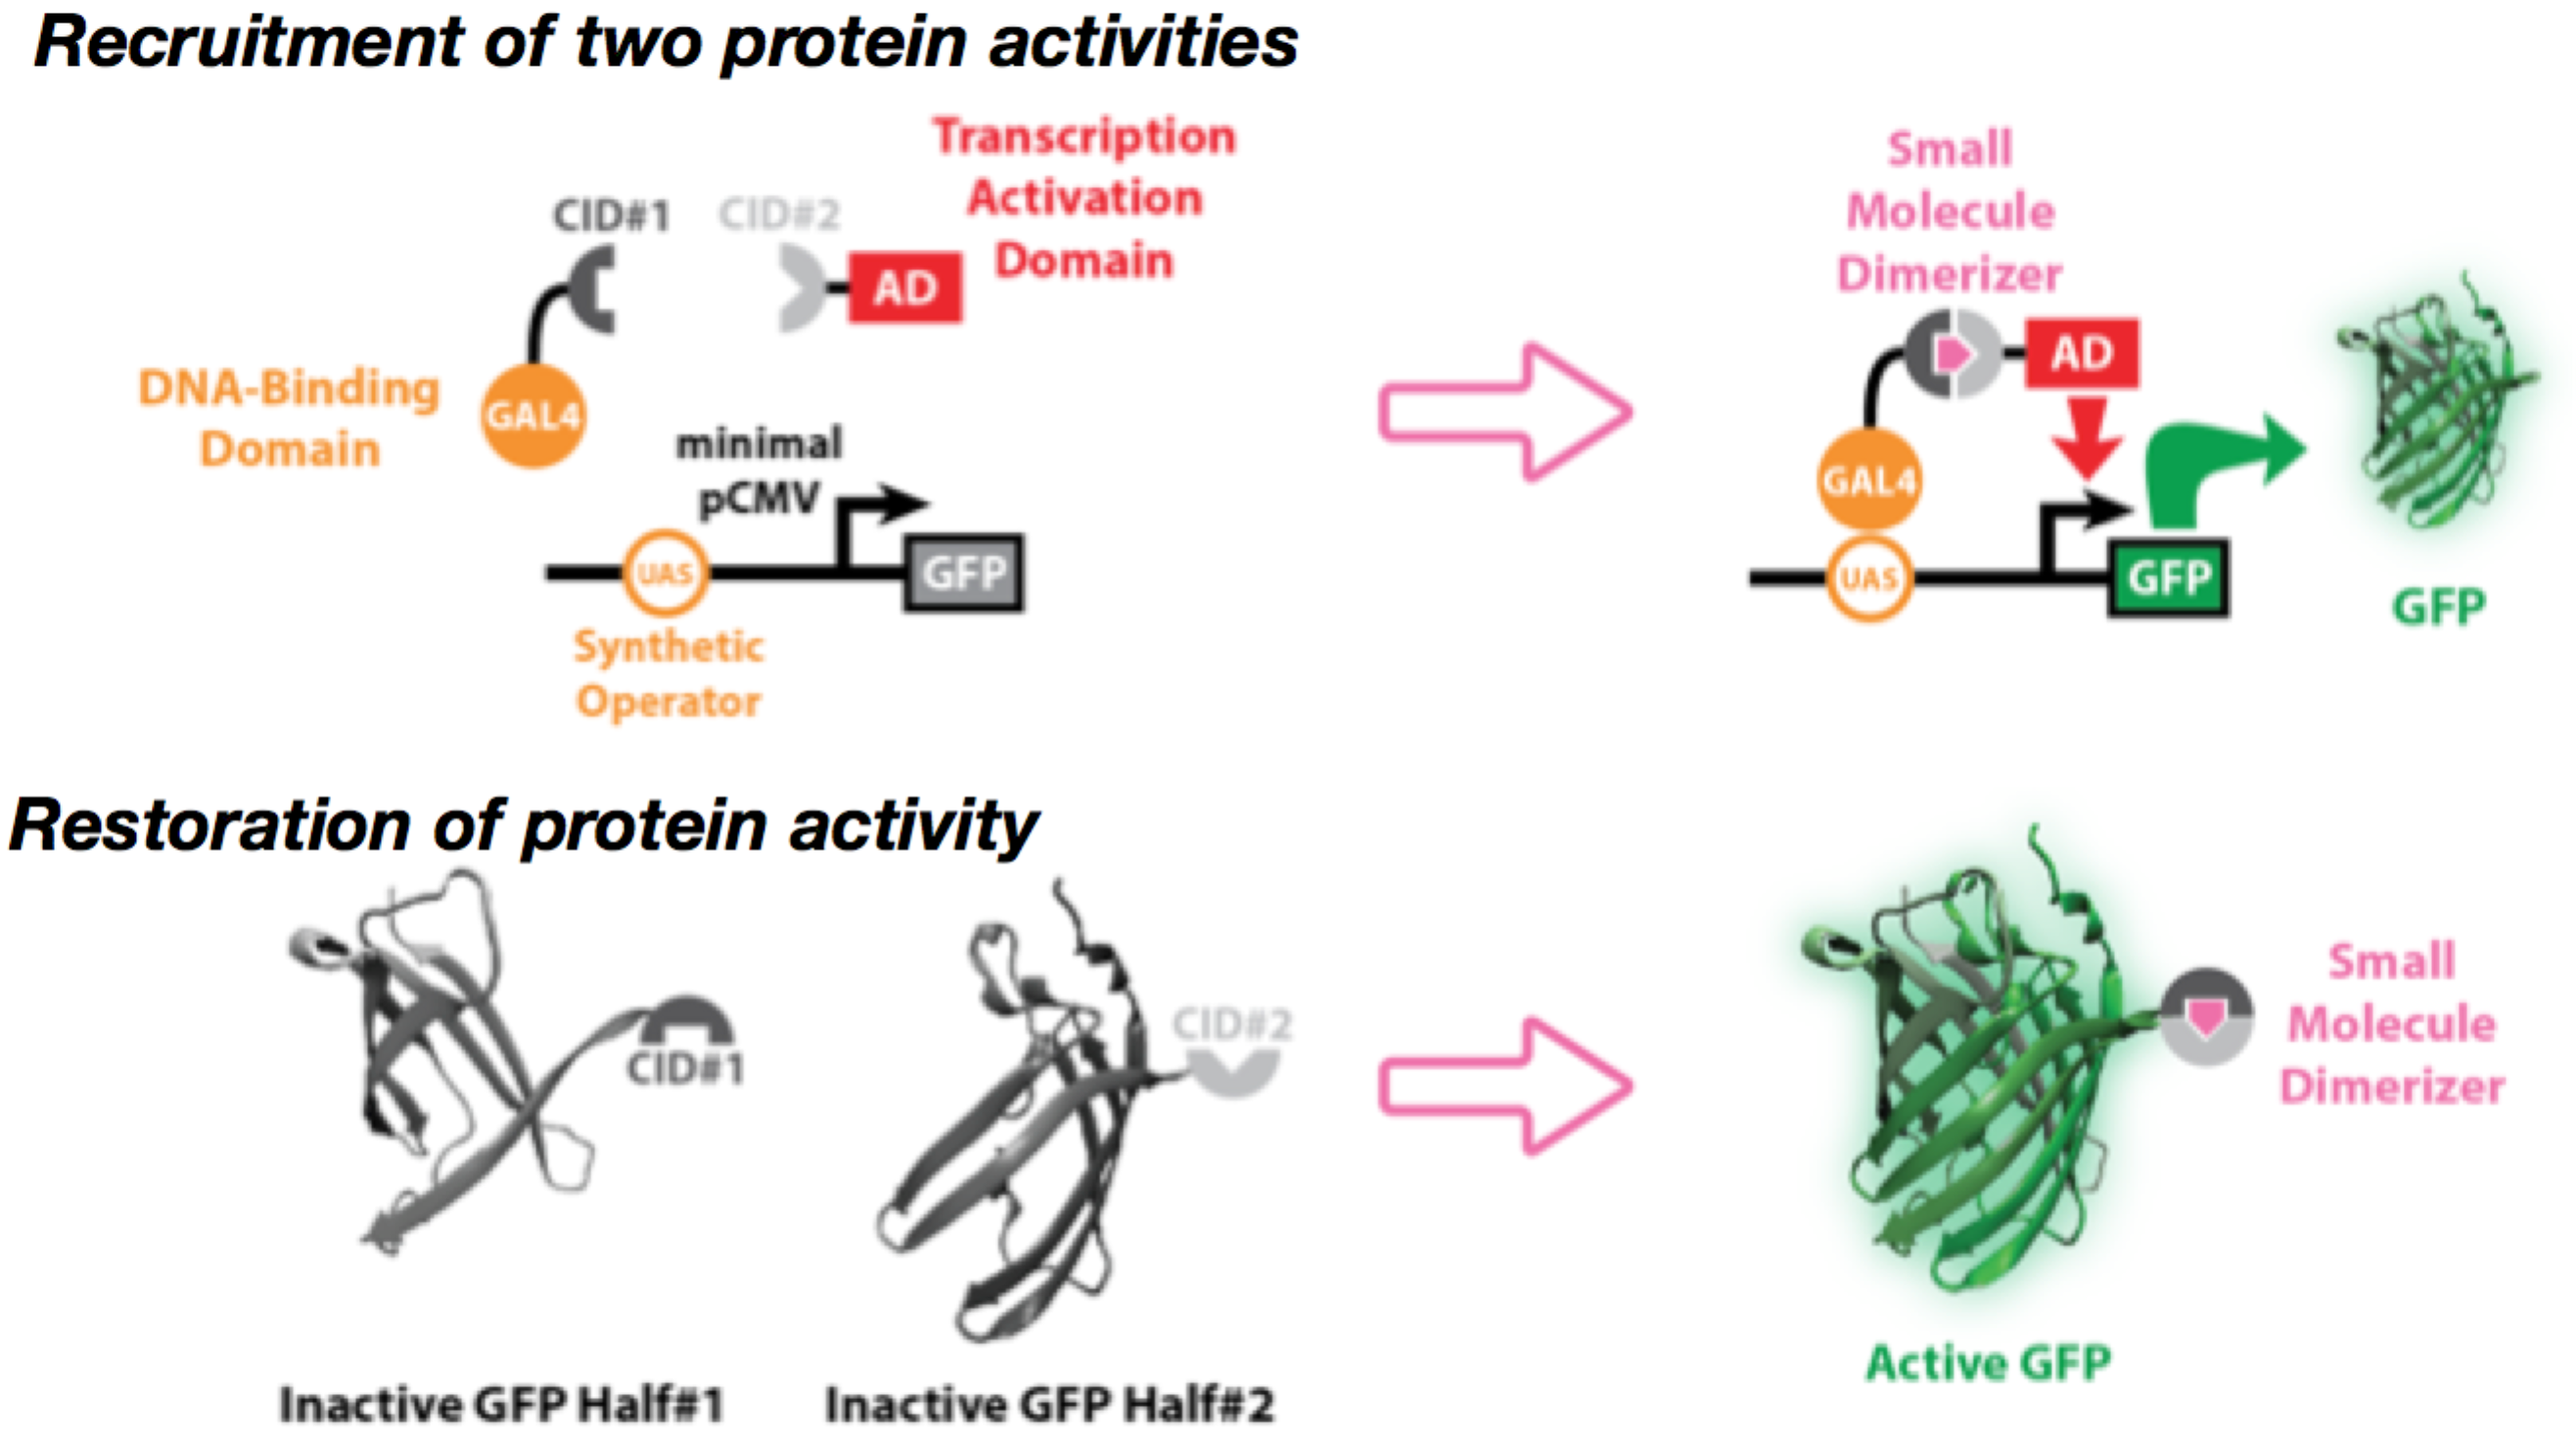 Recruitment of two protein activities
Transcription
Activation
Domain
CID#1
CID#2
AD
DNA-Binding
Domain
GAL4
minimal
pCMV
UAS
GFP
Synthetic
Operator
Small
Molecule
Dimerizer
AD
GAL4
UAS
GFP
GFP
Restoration of protein activity
CID#1
CID#2
Inactive GFP Half#1
Inactive GFP Half#2
Small
Molecule
Dimerizer
Active GFP